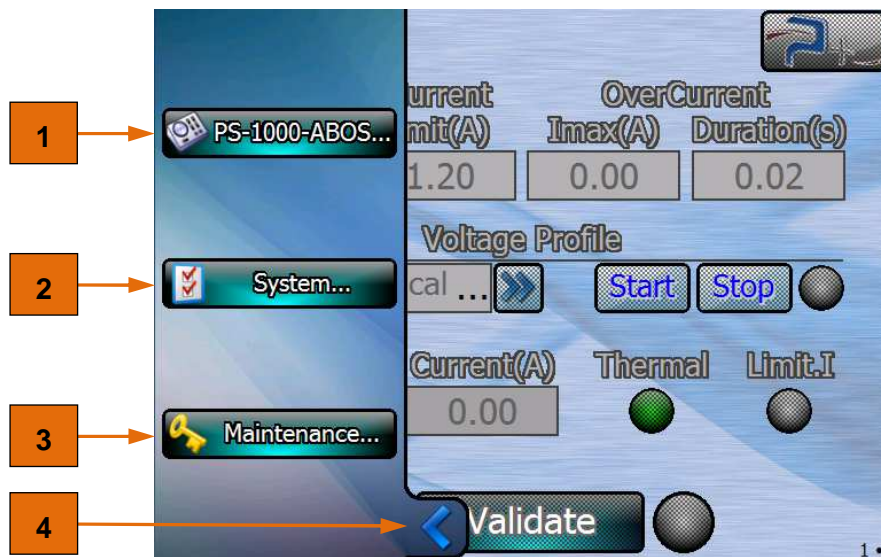 urrent OverCurrent
1 PS-1000-ABOS... mit(A) Imax(A) Duration(s)
1.20 0.00 0.02
Voltage Profile
2 System... cal ... Start Stop
Current(A) Thermal Limit.I
3 Maintenance... 0.00
4 Validate
1